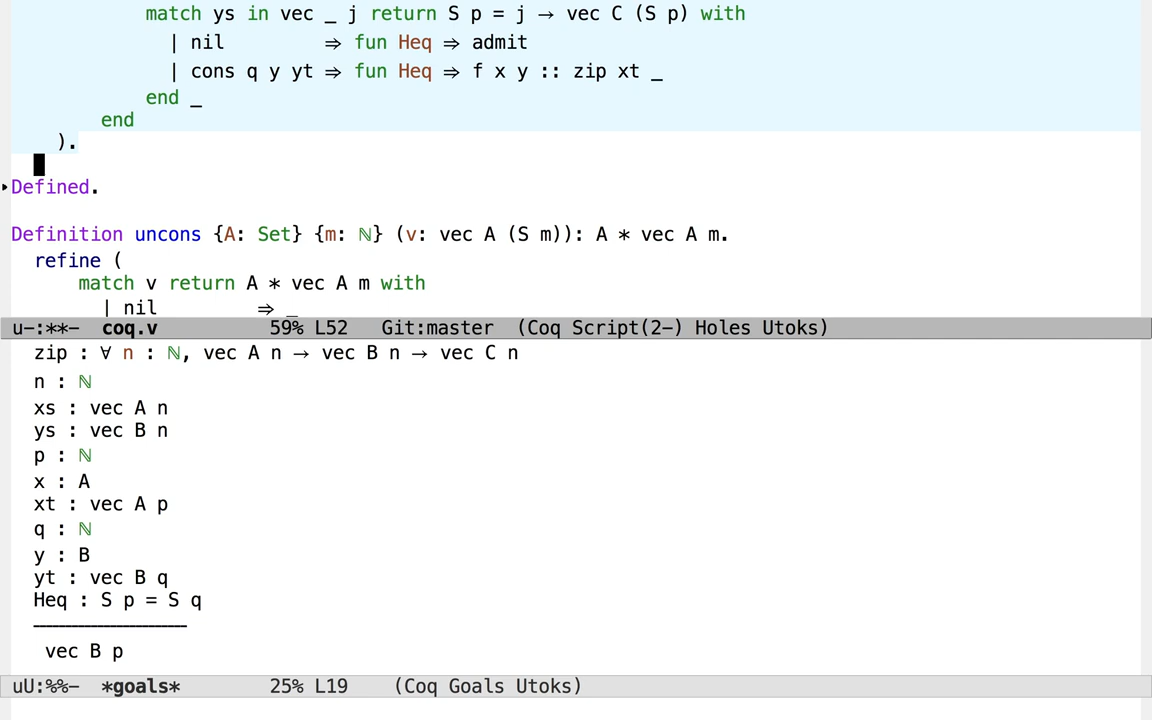 match ys in vec _ j return S p = j → vec C (S p) with
| nil ⇒ fun Heq ⇒ admit
| cons q y yt ⇒ fun Heq ⇒ f x y :: zip xt _
end _
end
).
Defined.
Definition uncons {A: Set} {m: ℕ} (v: vec A (S m)): A * vec A m.
refine (
match v return A * vec A m with
| nil ⇒ _
u-:**- coq.v 59% L52 Git:master (Coq Script(2-) Holes Utoks)
zip : ∀ n : ℕ, vec A n → vec B n → vec C n
n : ℕ
xs : vec A n
ys : vec B n
p : ℕ
x : A
xt : vec A p
q : ℕ
y : B
yt : vec B q
Heq : S p = S q
vec B p
uU:%%- *goals* 25% L19 (Coq Goals Utoks)